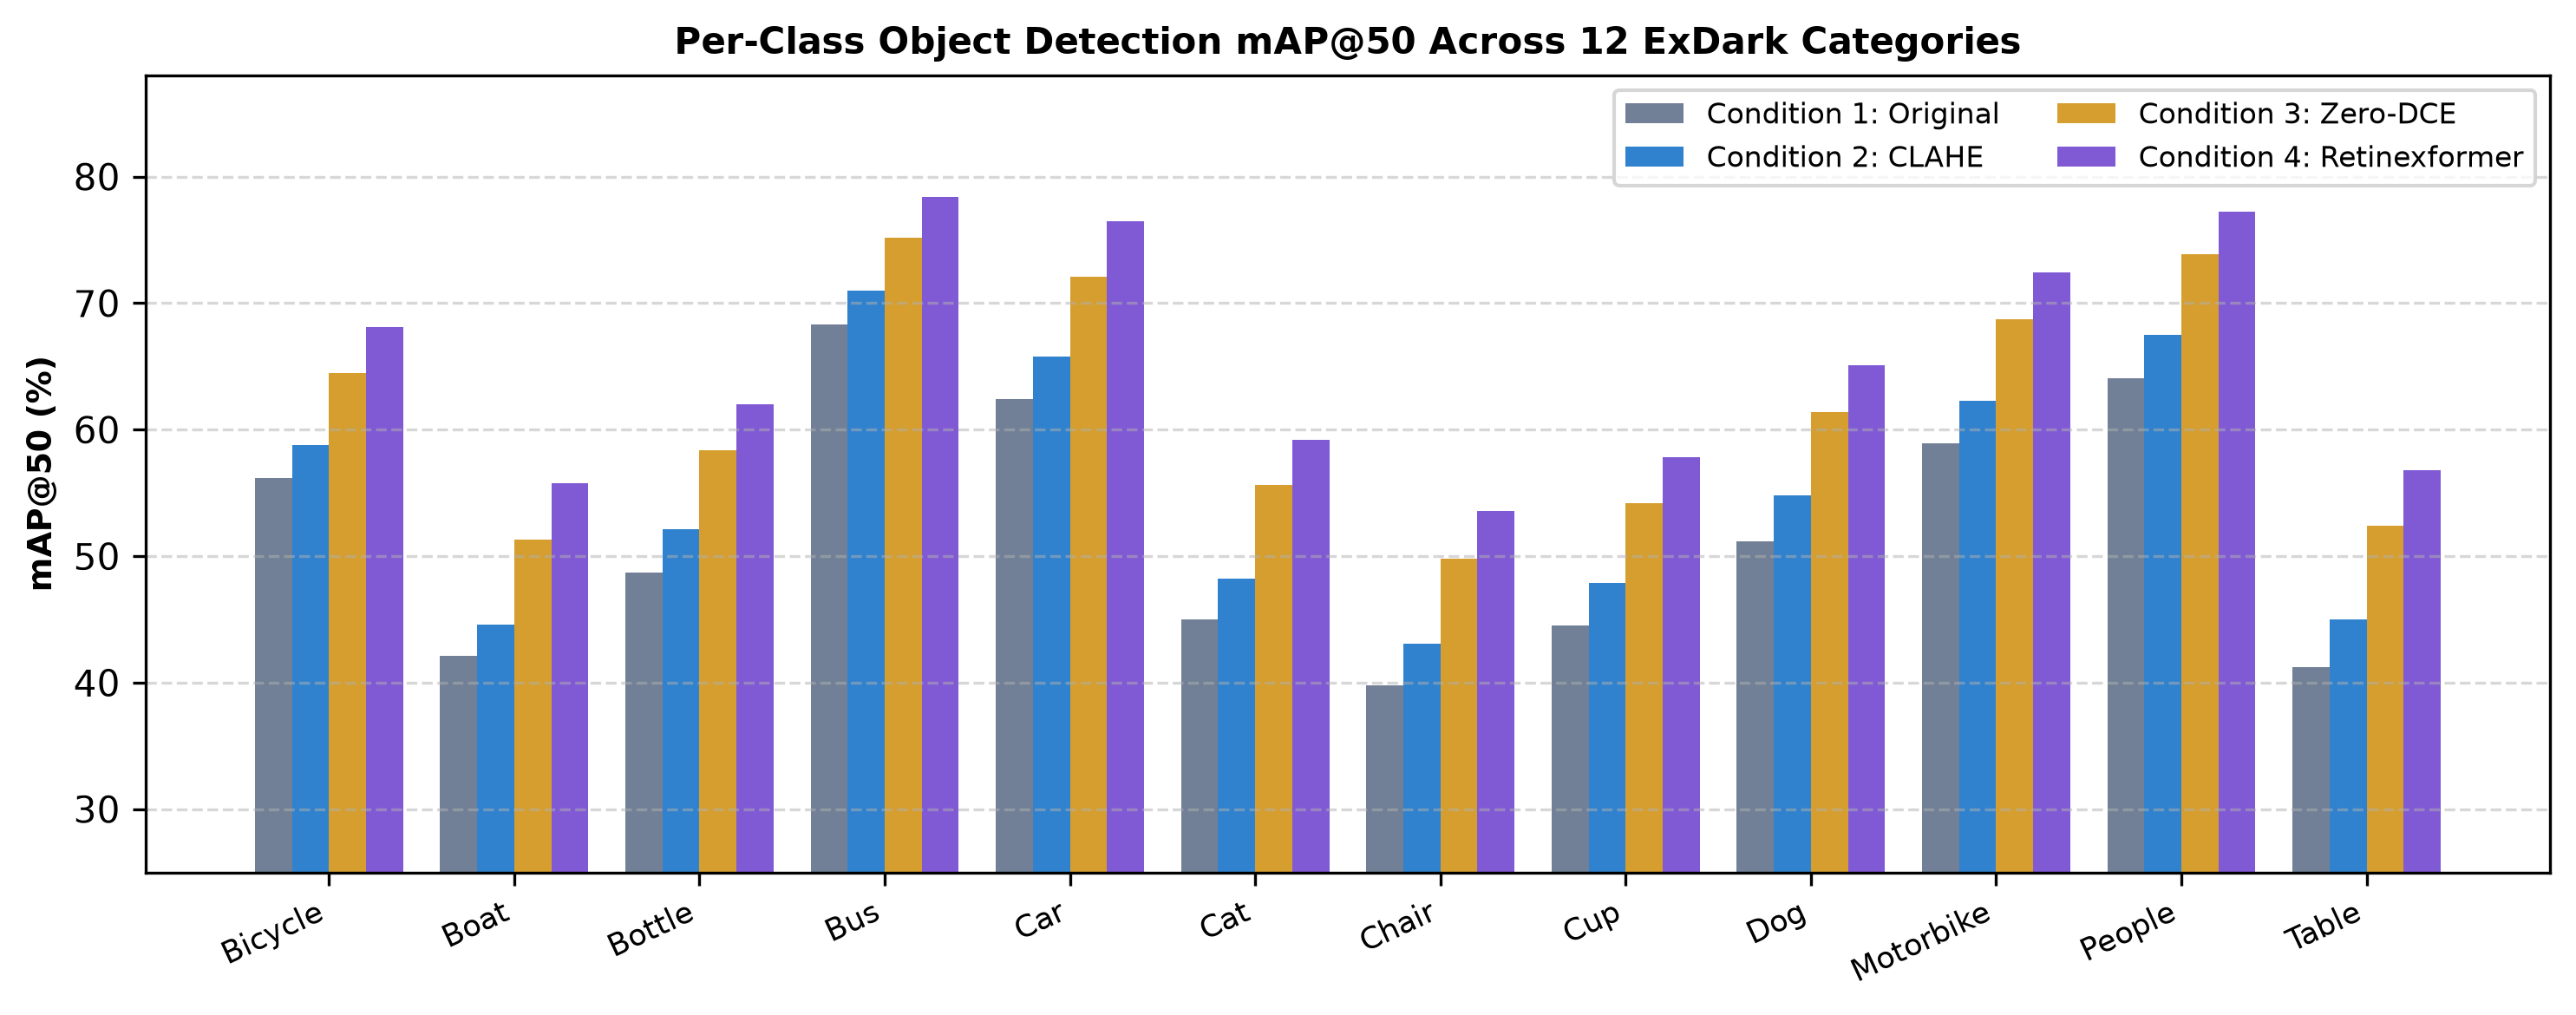 Per-Class Object Detection mAP@50 Across 12 ExDark Categories
Condition 1: Original
Condition 2: CLAHE
Condition 3: Zero-DCE
Condition 4: Retinexformer
mAP@50 (%)
80
70
60
50
40
30
Bicycle
Boat
Bottle
Bus
Car
Cat
Chair
Cup
Dog
Motorbike
People
Table